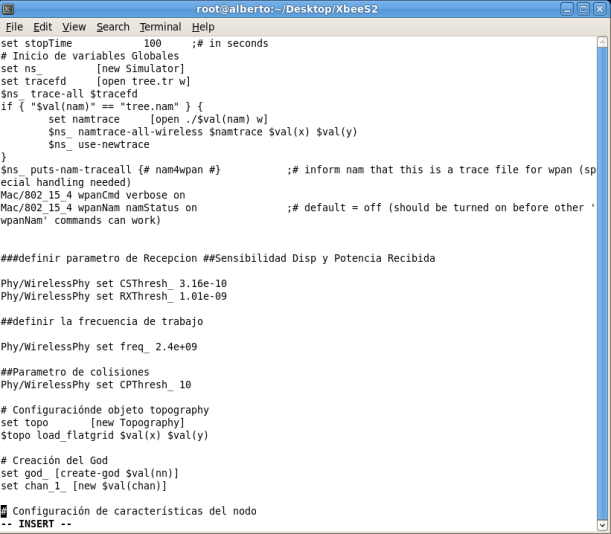 root@alberto:~/Desktop/XbeeS2
File Edit View Search Terminal Help
set stopTime            100     ;# in seconds
# Inicio de variables Globales
set ns_         [new Simulator]
set tracefd     [open tree.tr w]
$ns_ trace-all $tracefd
if { "$val(nam)" == "tree.nam" } {
        set namtrace     [open ./$val(nam) w]
        $ns_ namtrace-all-wireless $namtrace $val(x) $val(y)
        $ns_ use-newtrace
}
$ns_ puts-nam-traceall {# nam4wpan #}           ;# inform nam that this is a trace file for wpan (sp
ecial handling needed)
Mac/802_15_4 wpanCmd verbose on
Mac/802_15_4 wpanNam namStatus on               ;# default = off (should be turned on before other '
wpanNam' commands can work)
###definir parametro de Recepcion ##Sensibilidad Disp y Potencia Recibida
Phy/WirelessPhy set CSThresh_ 3.16e-10
Phy/WirelessPhy set RXThresh_ 1.01e-09
##definir la frecuencia de trabajo
Phy/WirelessPhy set freq_ 2.4e+09
##Parametro de colisiones
Phy/WirelessPhy set CPThresh_ 10
# Configuraciónde objeto topography
set topo       [new Topography]
$topo load_flatgrid $val(x) $val(y)
# Creación del God
set god_ [create-god $val(nn)]
set chan_1_ [new $val(chan)]
# Configuración de características del nodo
-- INSERT --